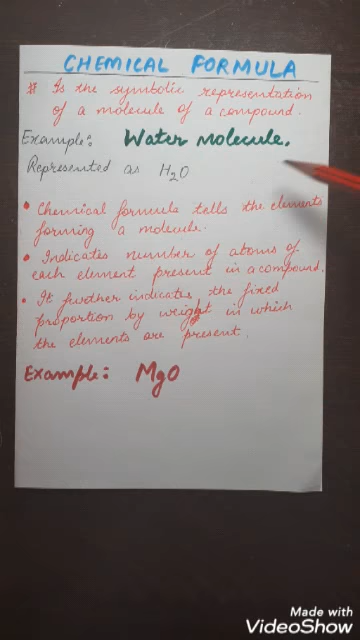 CHEMICAL FORMULA
# Is the symbolic representation
of a molecule of a compound.
Example: Water Molecule.
Represented as H₂O
• Chemical formula tells the elements
forming a molecule.
• Indicates number of atoms of
each element present in a compound.
• It further indicates the fixed
proportion by weight in which
the elements are present.
Example: MgO
Made with
VideoShow